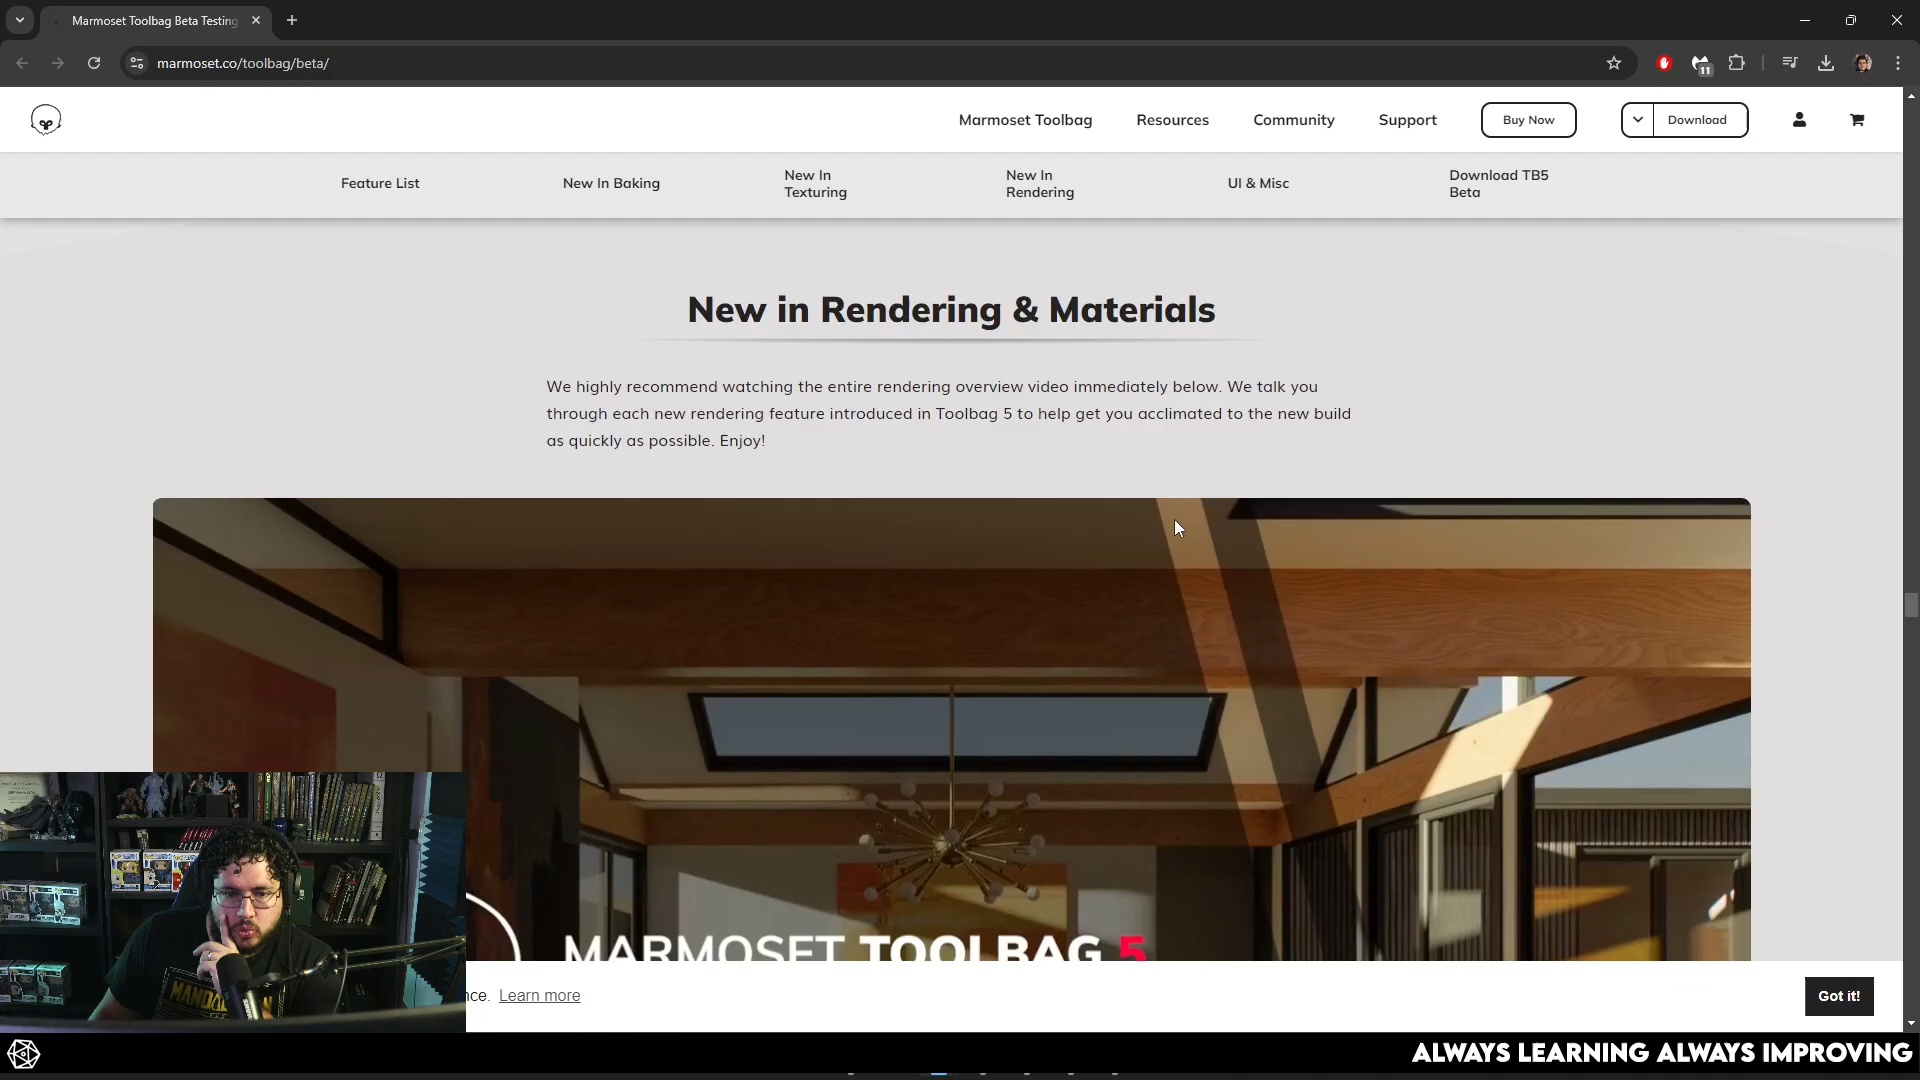 Marmoset Toolbag Beta Testing
marmoset.co/toolbag/beta/
11
Marmoset Toolbag
Resources
Community
Support
Buy Now
Download
Feature List
New In Baking
New In
Texturing
New In
Rendering
UI & Misc
Download TB5
Beta
New in Rendering & Materials
We highly recommend watching the entire rendering overview video immediately below. We talk you
through each new rendering feature introduced in Toolbag 5 to help get you acclimated to the new build
as quickly as possible. Enjoy!
MARMOSET TOOLBAG 5
nce. Learn more
Got it!
ALWAYS LEARNING ALWAYS IMPROVING